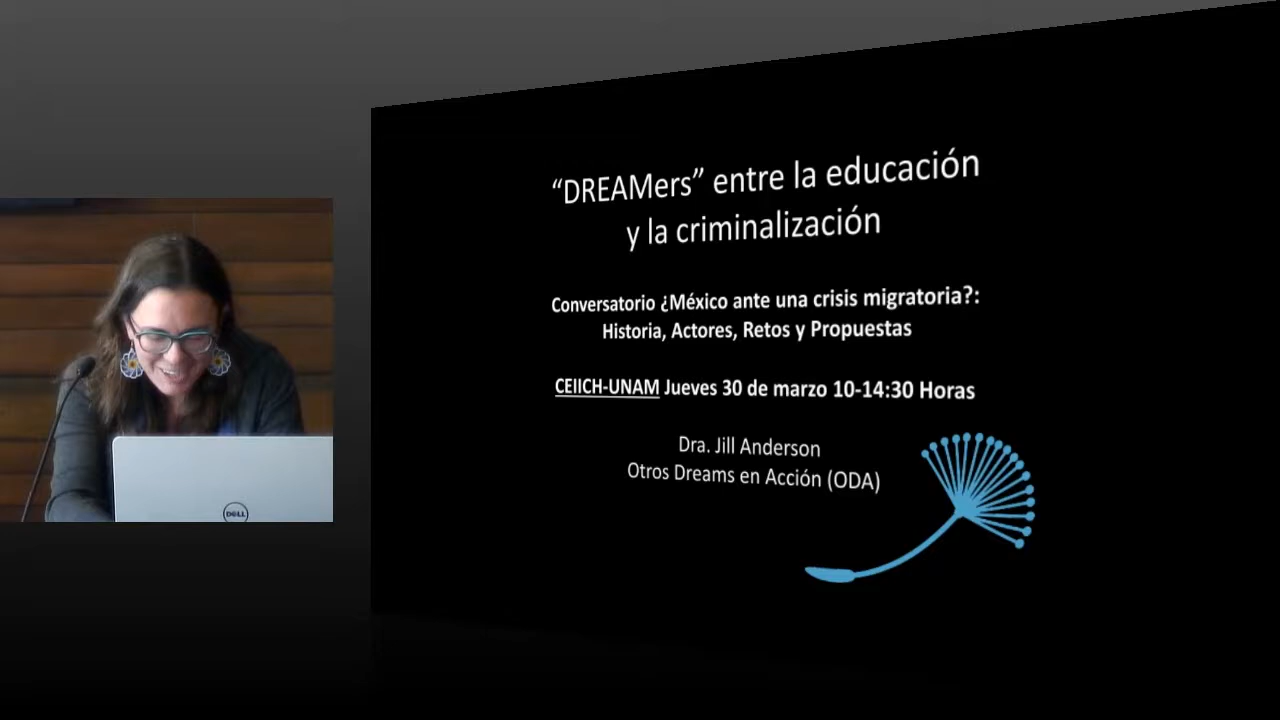 “DREAMers” entre la educación
y la criminalización
Conversatorio ¿México ante una crisis migratoria?:
Historia, Actores, Retos y Propuestas
CEIICH-UNAM Jueves 30 de marzo 10-14:30 Horas
Dra. Jill Anderson
Otros Dreams en Acción (ODA)
DELL